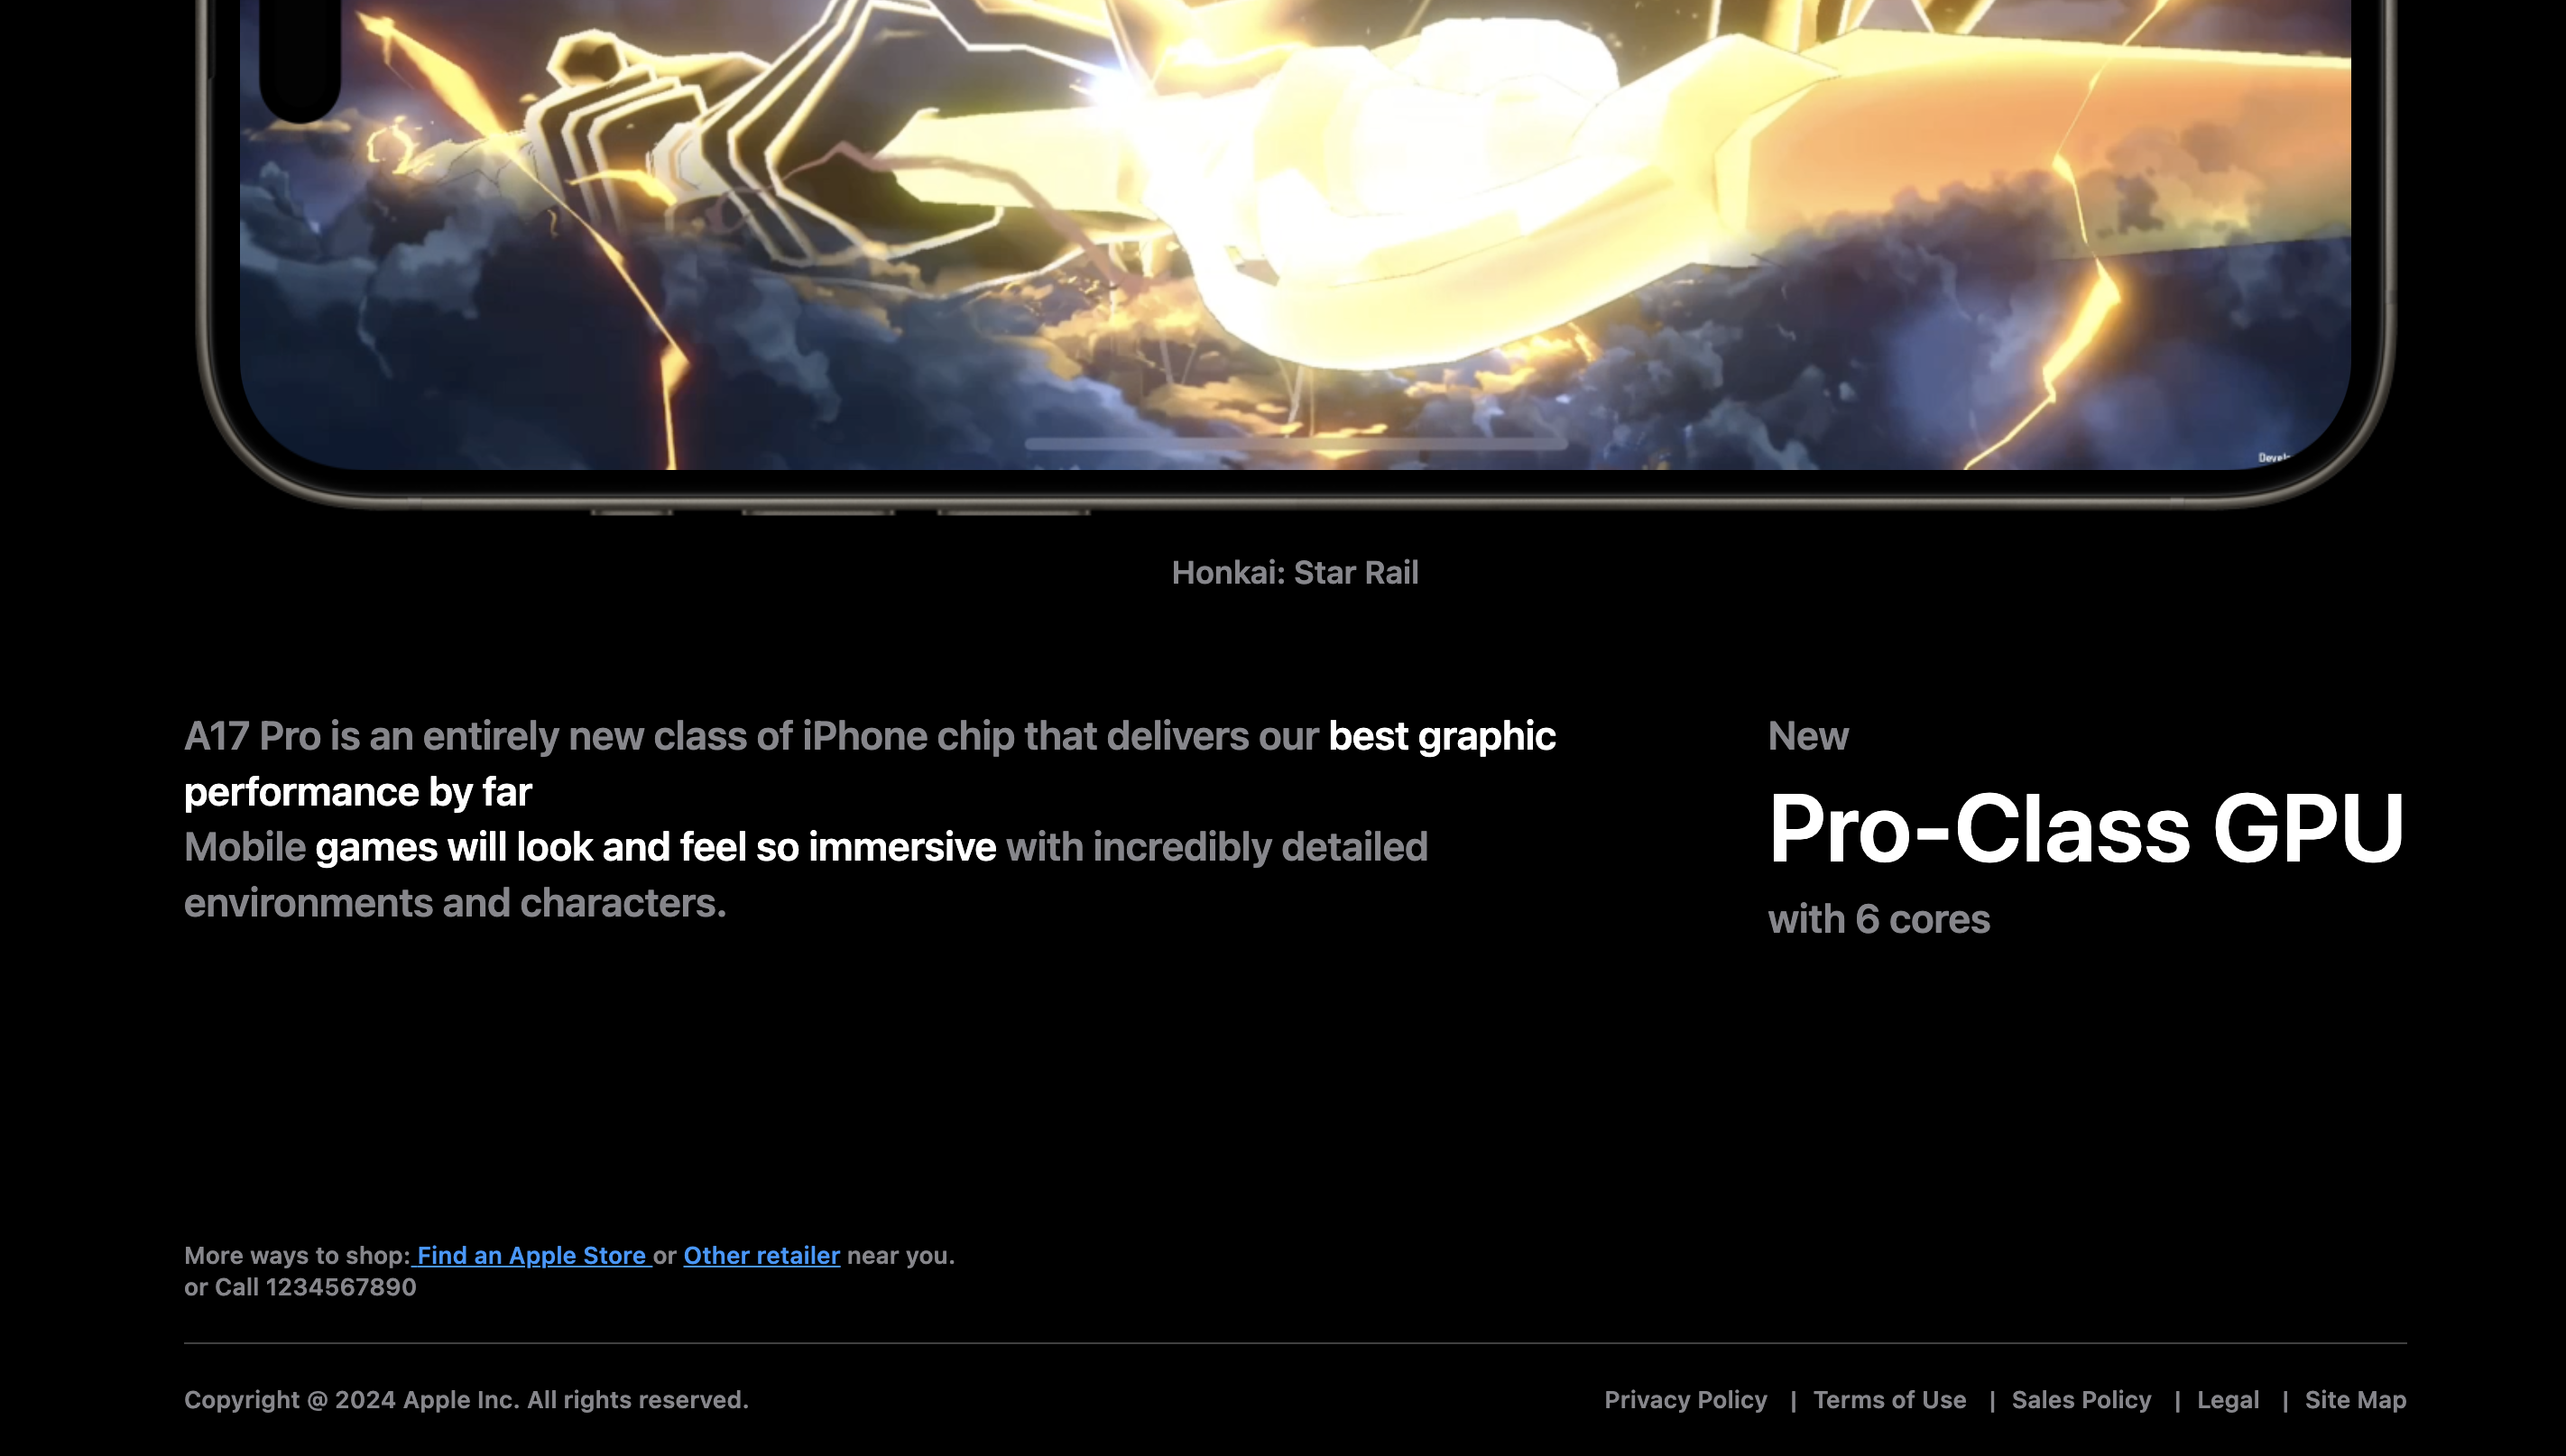 Honkai: Star Rail
A17 Pro is an entirely new class of iPhone chip that delivers our best graphic
performance by far
Mobile games will look and feel so immersive with incredibly detailed
environments and characters.
New
Pro-Class GPU
with 6 cores
More ways to shop: Find an Apple Store or Other retailer near you.
or Call 1234567890
Copyright @ 2024 Apple Inc. All rights reserved.
Privacy Policy | Terms of Use | Sales Policy | Legal | Site Map